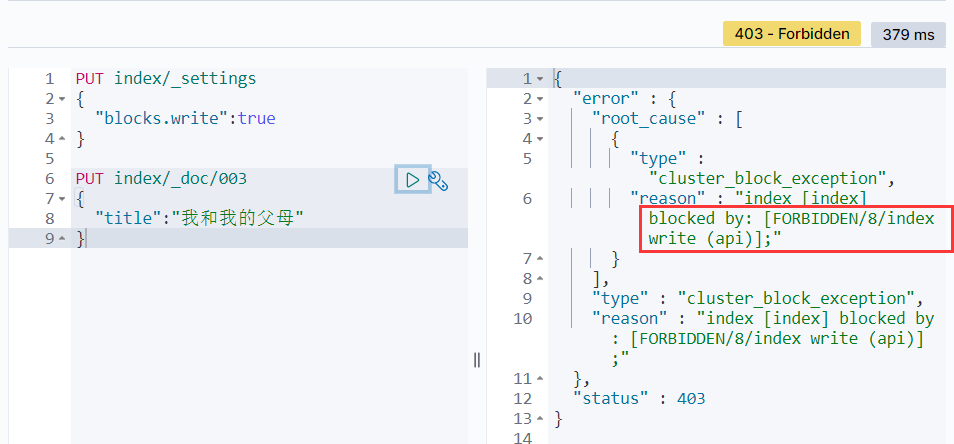 403 - Forbidden
379 ms
1 PUT index/_settings
2 {
3 "blocks.write":true
4 }
5
6 PUT index/_doc/003
7 {
8 "title":"我和我的父母"
9 }
1 {
2 "error" : {
3 "root_cause" : [
4 {
5 "type" :
"cluster_block_exception",
6 "reason" : "index [index]
blocked by: [FORBIDDEN/8/index
write (api)];"
7 }
8 ],
9 "type" : "cluster_block_exception",
10 "reason" : "index [index] blocked by
: [FORBIDDEN/8/index write (api)]
;"
11 },
12 "status" : 403
13 }
14